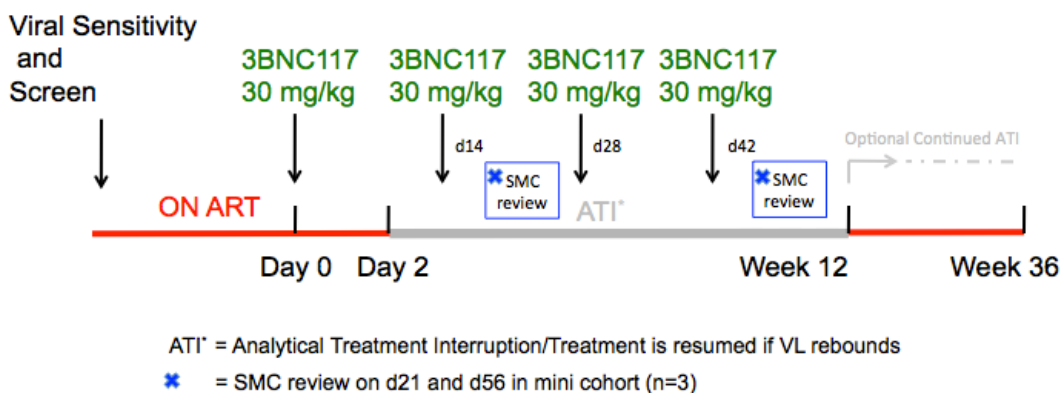 Viral Sensitivity
and
Screen
3BNC117
30 mg/kg
3BNC117
30 mg/kg
3BNC117
30 mg/kg
3BNC117
30 mg/kg
d14
d28
d42
Optional Continued ATI
✖ SMC
review
✖ SMC
review
ON ART
ATI*
Day 0
Day 2
Week 12
Week 36
ATI* = Analytical Treatment Interruption/Treatment is resumed if VL rebounds
✖ = SMC review on d21 and d56 in mini cohort (n=3)